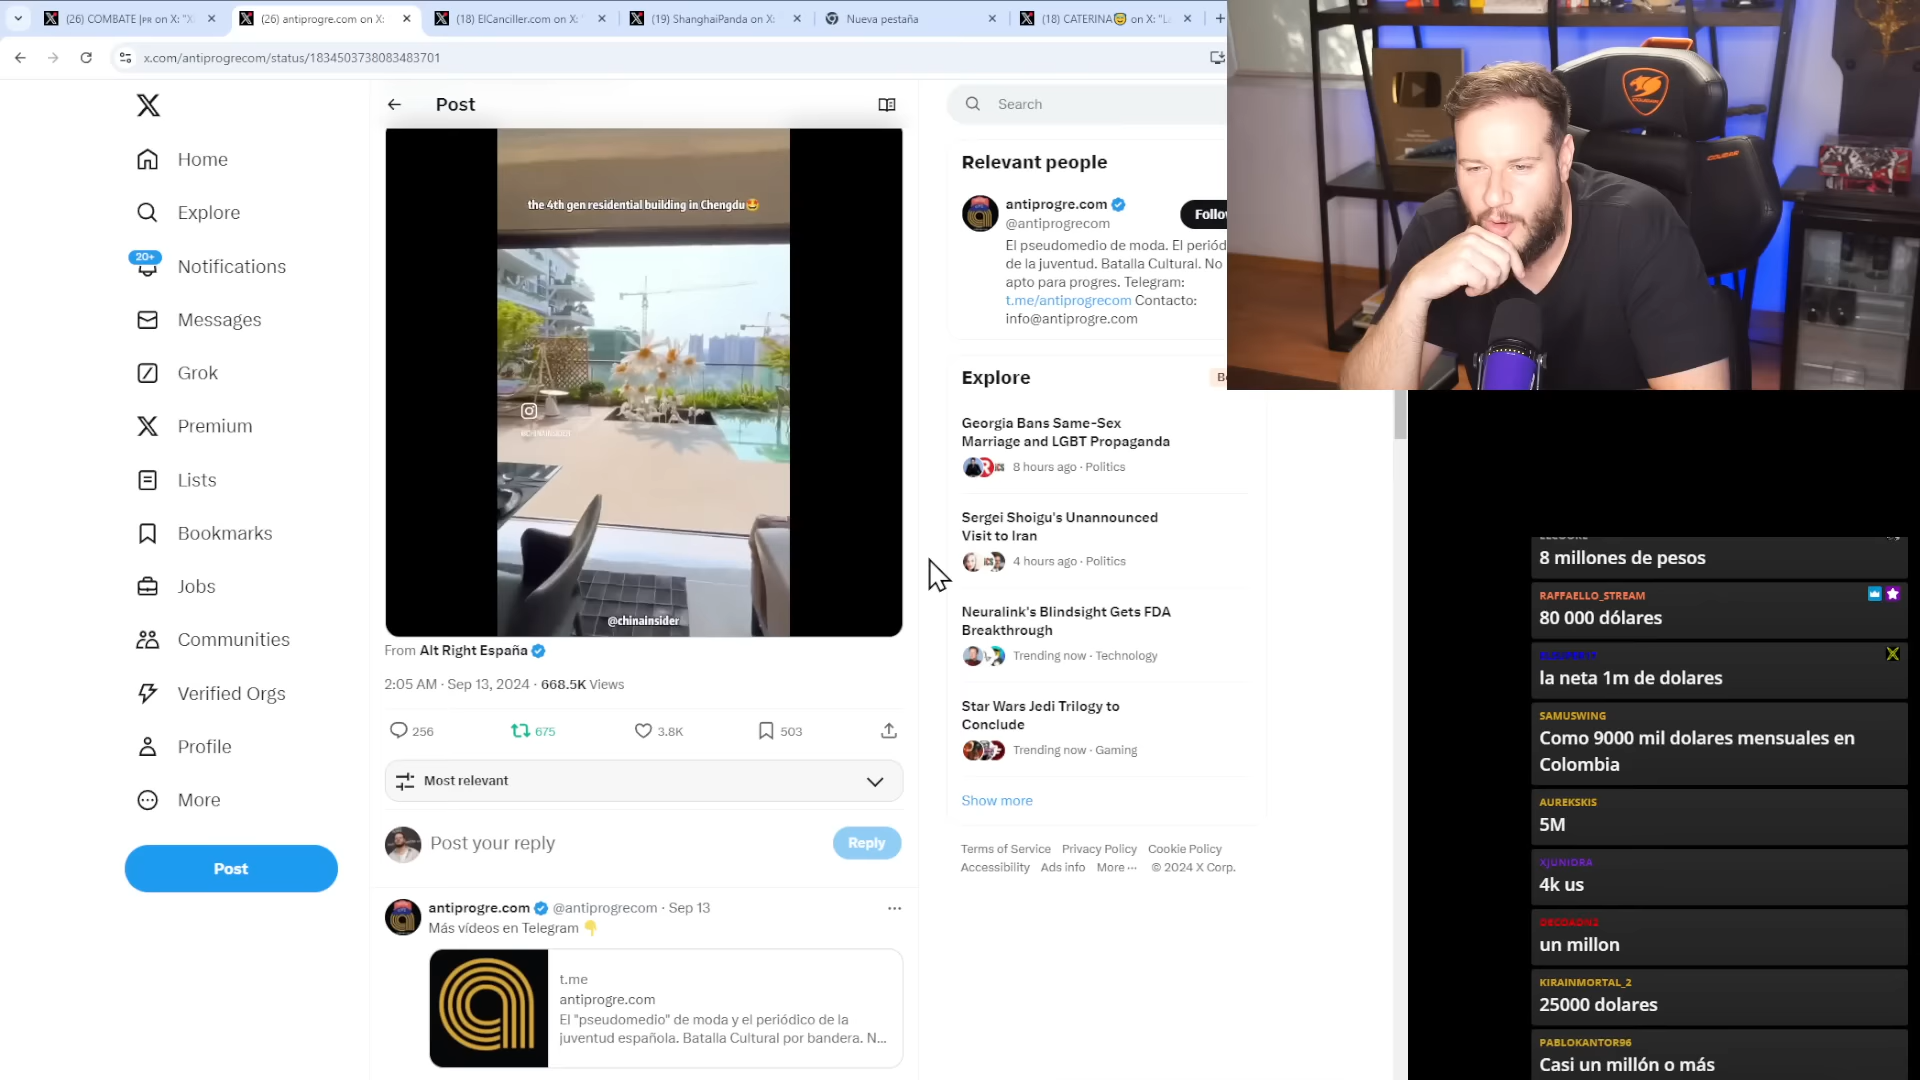 (26) COMBATE |ᴘʀ on X: "X
(26) antiprogre.com on X:
(18) ElCanciller.com on X: "
(19) ShanghaiPanda on X:
Nueva pestaña
(18) CATERINA😇 on X: "L
x.com/antiprogrecom/status/1834503738083483701
Home
Explore
20+
Notifications
Messages
Grok
Premium
Lists
Bookmarks
Jobs
Communities
Verified Orgs
Profile
More
Post
Post
the 4th gen residential building in Chengdu🤩
@chinainsider
From Alt Right España
2:05 AM · Sep 13, 2024 · 668.5K Views
256
675
3.8K
503
Most relevant
Post your reply
Reply
antiprogre.com @antiprogrecom · Sep 13
Más vídeos en Telegram 👇
t.me
antiprogre.com
El "pseudomedio" de moda y el periódico de la
juventud española. Batalla Cultural por bandera. N...
Search
Relevant people
antiprogre.com
@antiprogrecom
Follow
El pseudomedio de moda. El periód
de la juventud. Batalla Cultural. No
apto para progres. Telegram:
t.me/antiprogrecom Contacto:
info@antiprogre.com
Explore
Be
Georgia Bans Same-Sex
Marriage and LGBT Propaganda
8 hours ago · Politics
Sergei Shoigu's Unannounced
Visit to Iran
4 hours ago · Politics
Neuralink's Blindsight Gets FDA
Breakthrough
Trending now · Technology
Star Wars Jedi Trilogy to
Conclude
Trending now · Gaming
Show more
Terms of Service Privacy Policy Cookie Policy
Accessibility Ads info More ··· © 2024 X Corp.
COUGAR
COUGAR
8 millones de pesos
RAFFAELLO_STREAM
80 000 dólares
la neta 1m de dolares
SAMUSWING
Como 9000 mil dolares mensuales en
Colombia
AUREKSKIS
5M
XJUNIDRA
4k us
un millon
KIRAINMORTAL_2
25000 dolares
PABLOKANTOR96
Casi un millón o más